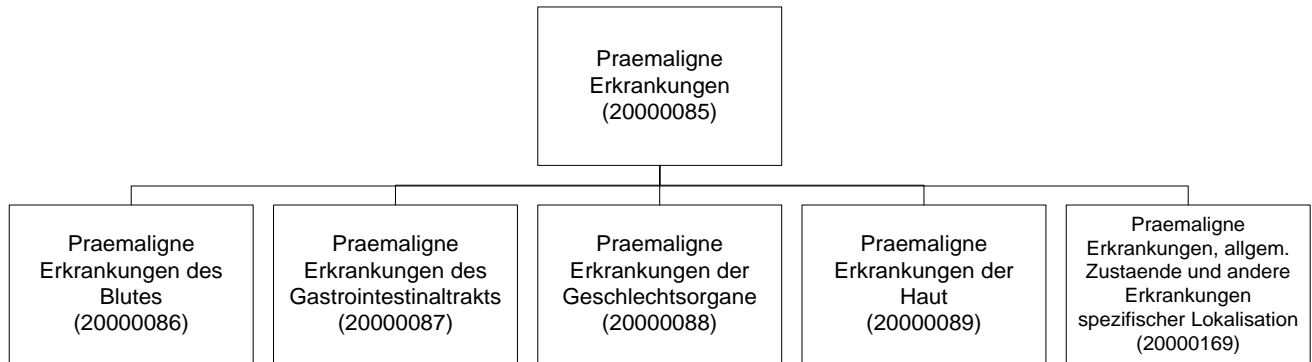 Praemaligne
Erkrankungen
(20000085)
Praemaligne
Erkrankungen des
Blutes
(20000086)
Praemaligne
Erkrankungen des
Gastrointestinaltrakts
(20000087)
Praemaligne
Erkrankungen der
Geschlechtsorgane
(20000088)
Praemaligne
Erkrankungen der
Haut
(20000089)
Praemaligne
Erkrankungen, allgem.
Zustaende und andere
Erkrankungen
spezifischer Lokalisation
(20000169)